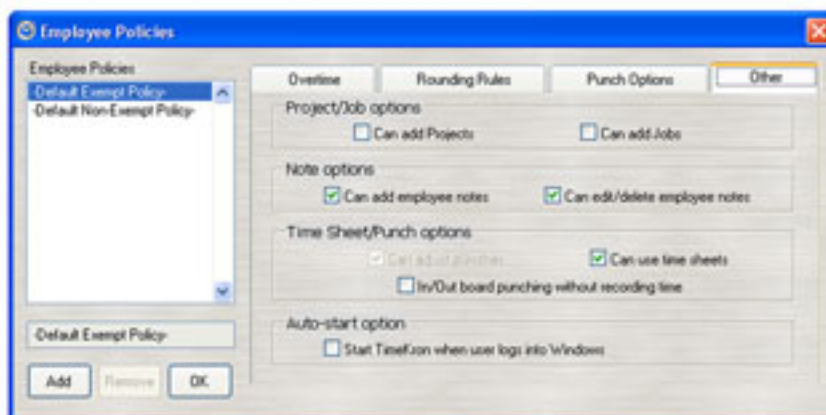 Employee Policies
Employee Policies
-Default Exempt Policy-
-Default Non-Exempt Policy-
-Default Exempt Policy-
Add
Remove
OK
Overtime
Rounding Rules
Punch Options
Other
Project/Job options
Can add Projects
Can add Jobs
Note options
Can add employee notes
Can edit/delete employee notes
Time Sheet/Punch options
Can adjust punches
Can use time sheets
In/Out board punching without recording time
Auto-start option
Start TimeKron when user logs into Windows